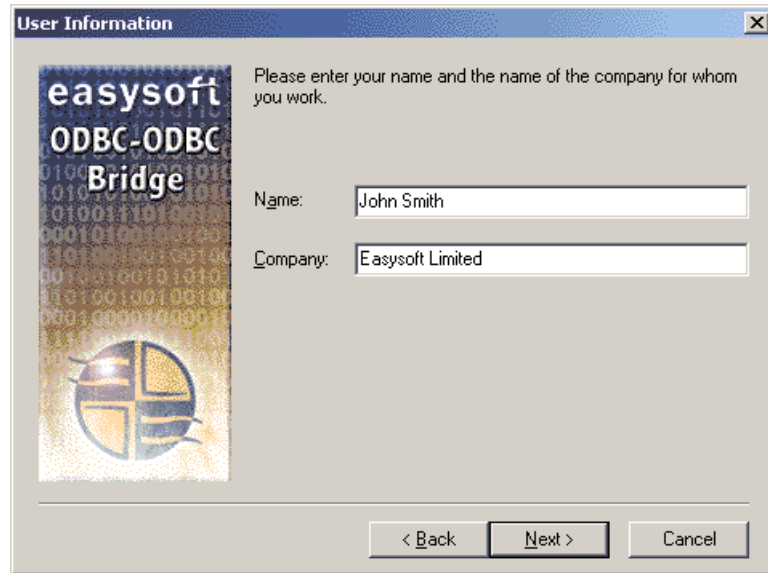 User Information
easysoft
ODBC-ODBC
Bridge
Please enter your name and the name of the company for whom
you work.
Name: John Smith
Company: Easysoft Limited
< Back Next > Cancel